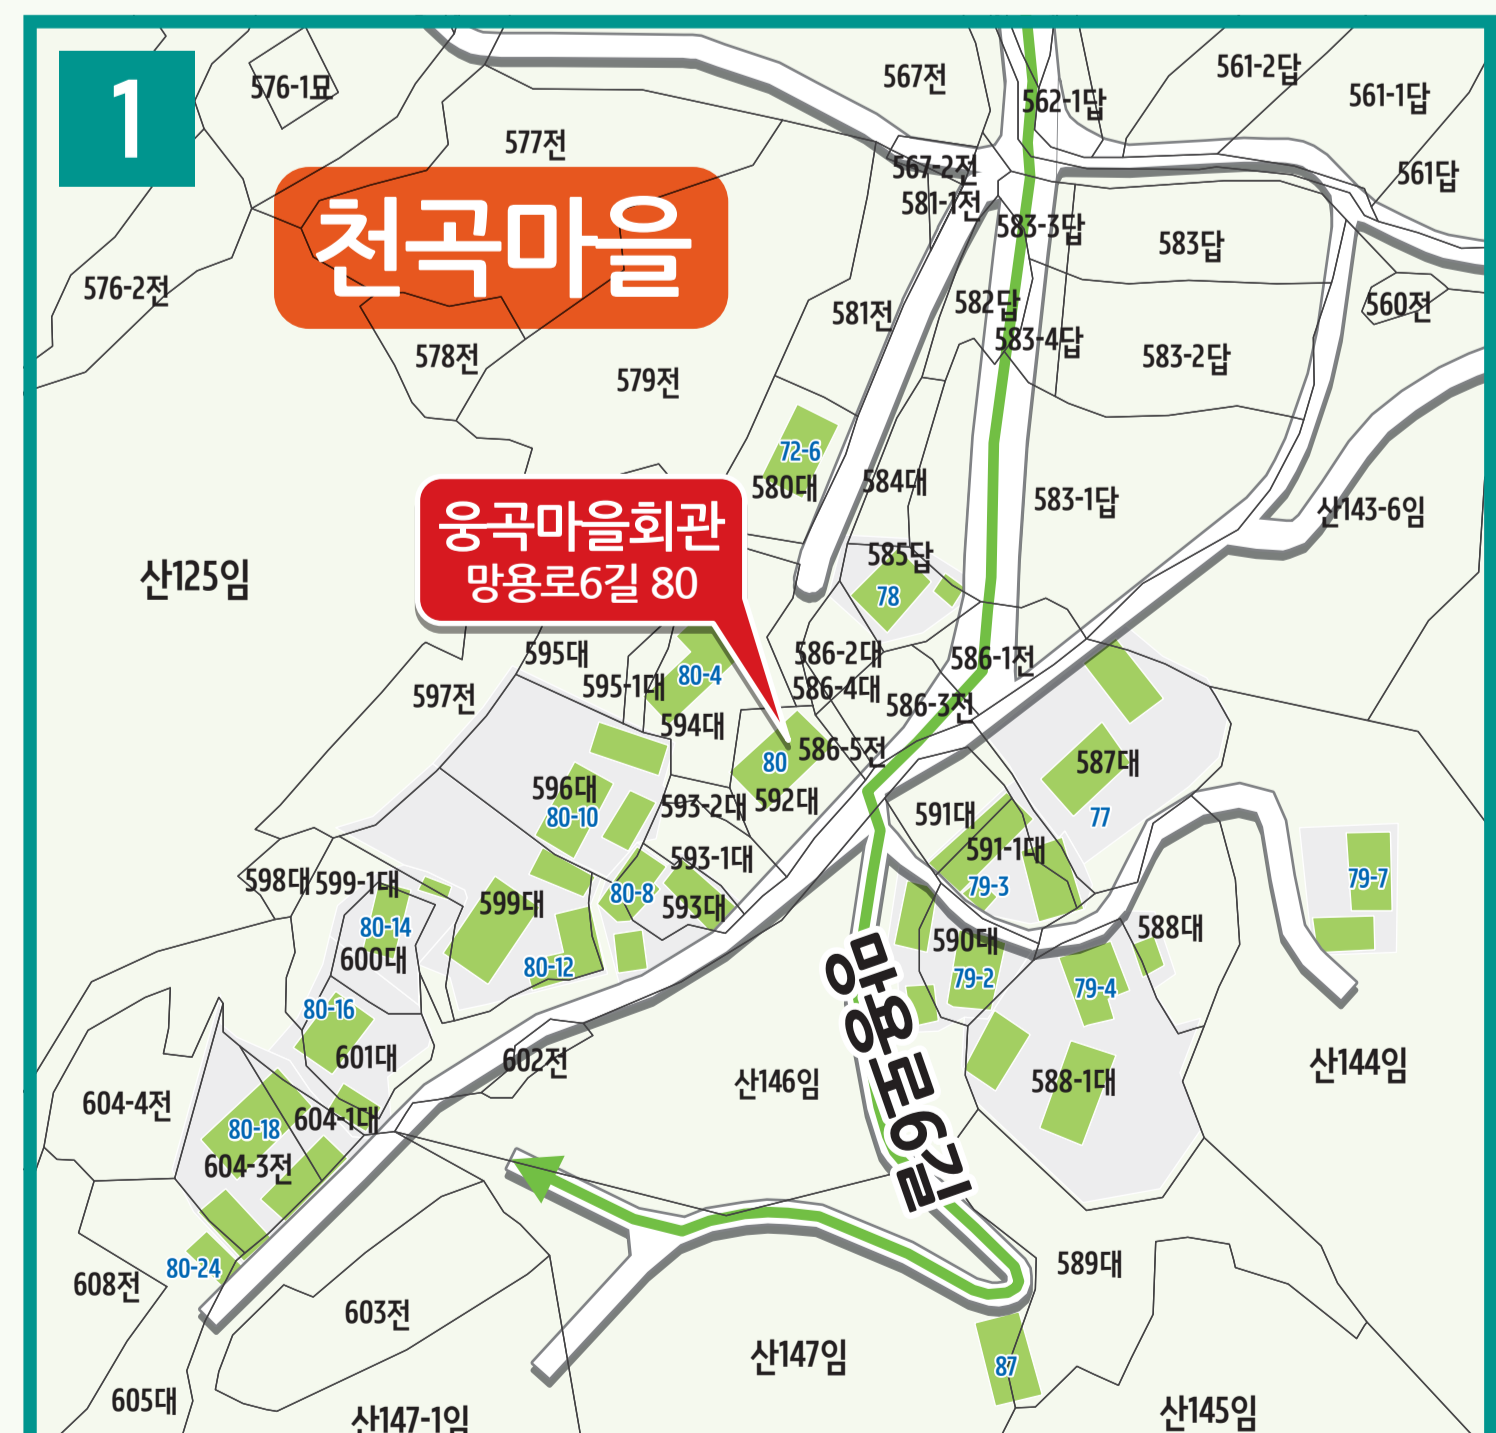 1
576-1묘
567전
562-1답
561-2답
561-1답
577전
567-2전
561답
천곡마을
581-1전
583-3답
583답
576-2전
581전
582답
560전
578전
583-4답
583-2답
579전
72-6
580대
584대
583-1답
산143-6임
웅곡마을회관
망용로6길 80
585답
산125임
78
595대
586-2대
586-1전
597전
595-1대
80-4
586-4대
594대
586-3전
586-5전
80
587대
596대
80-10
593-2대
592대
591대
77
593-1대
591-1대
598대
599-1대
599대
80-8
593대
79-3
79-7
80-14
600대
590대
588대
80-12
79-2
79-4
80-16
601대
602전
산146임
588-1대
산144임
604-4전
604-1대
80-18
604-3전
망용로6길
80-24
608전
603전
589대
산147임
87
605대
산147-1임
산145임